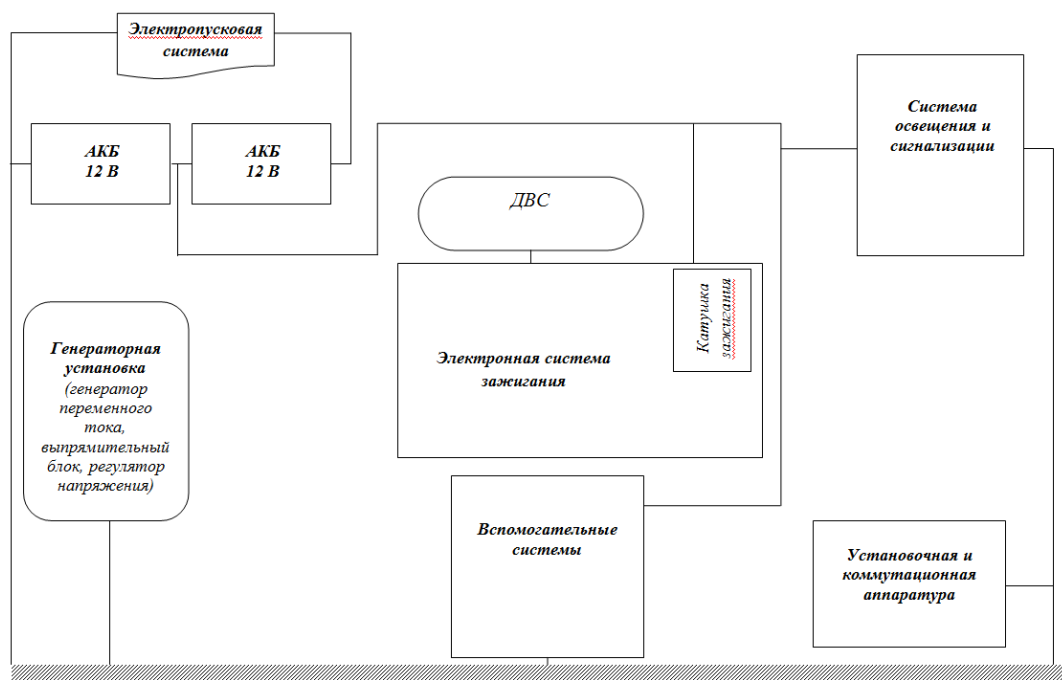 Электропусковая
система
АКБ
12 В
АКБ
12 В
Система
освещения и
сигнализации
ДВС
Катушка
зажигания
Электронная система
зажигания
Генераторная
установка
(генератор
переменного
тока,
выпрямительный
блок, регулятор
напряжения)
Вспомогательные
системы
Установочная и
коммутационная
аппаратура